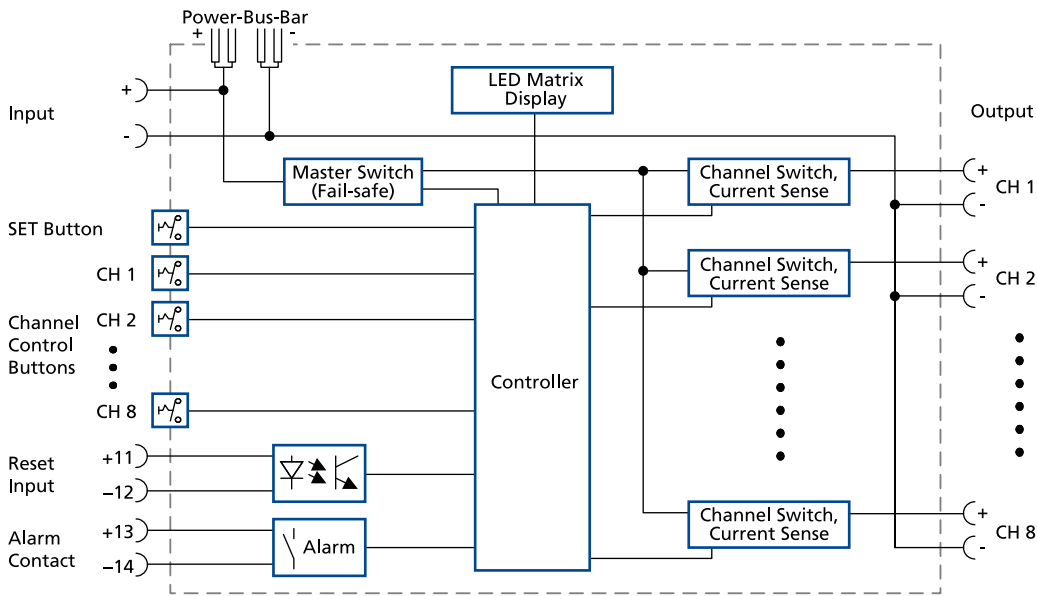 Power-Bus-Bar
+ -
Input
+
-
LED Matrix
Display
Output
Master Switch
(Fail-safe)
Channel Switch,
Current Sense
+
CH 1
-
SET Button
CH 1
Channel Switch,
Current Sense
+
CH 2
-
Channel
Control
Buttons
CH 2
Controller
CH 8
Reset
Input
+11
–12
Alarm
Contact
+13
–14
Alarm
Channel Switch,
Current Sense
+
CH 8
-